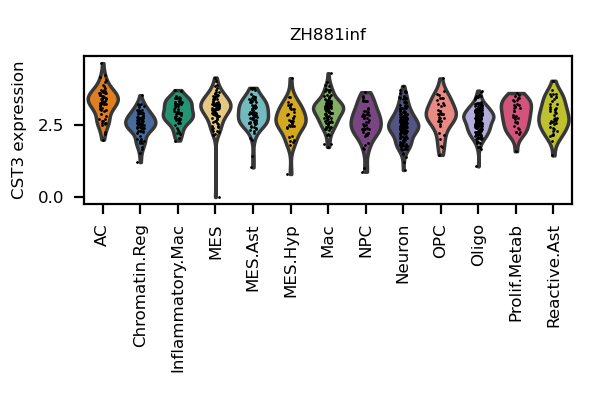 ZH881inf
CST3 expression
2.5
0.0
AC
Chromatin.Reg
Inflammatory.Mac
MES
MES.Ast
MES.Hyp
Mac
NPC
Neuron
OPC
Oligo
Prolif.Metab
Reactive.Ast